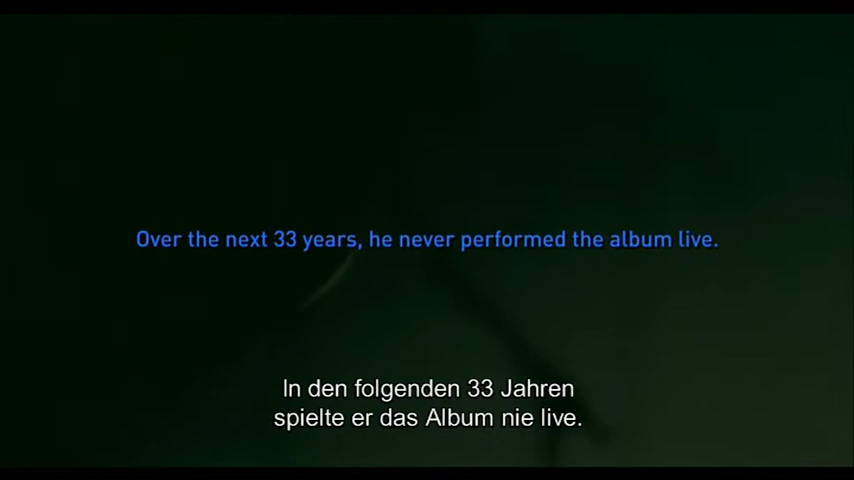 Over the next 33 years, he never performed the album live.
In den folgenden 33 Jahren
spielte er das Album nie live.